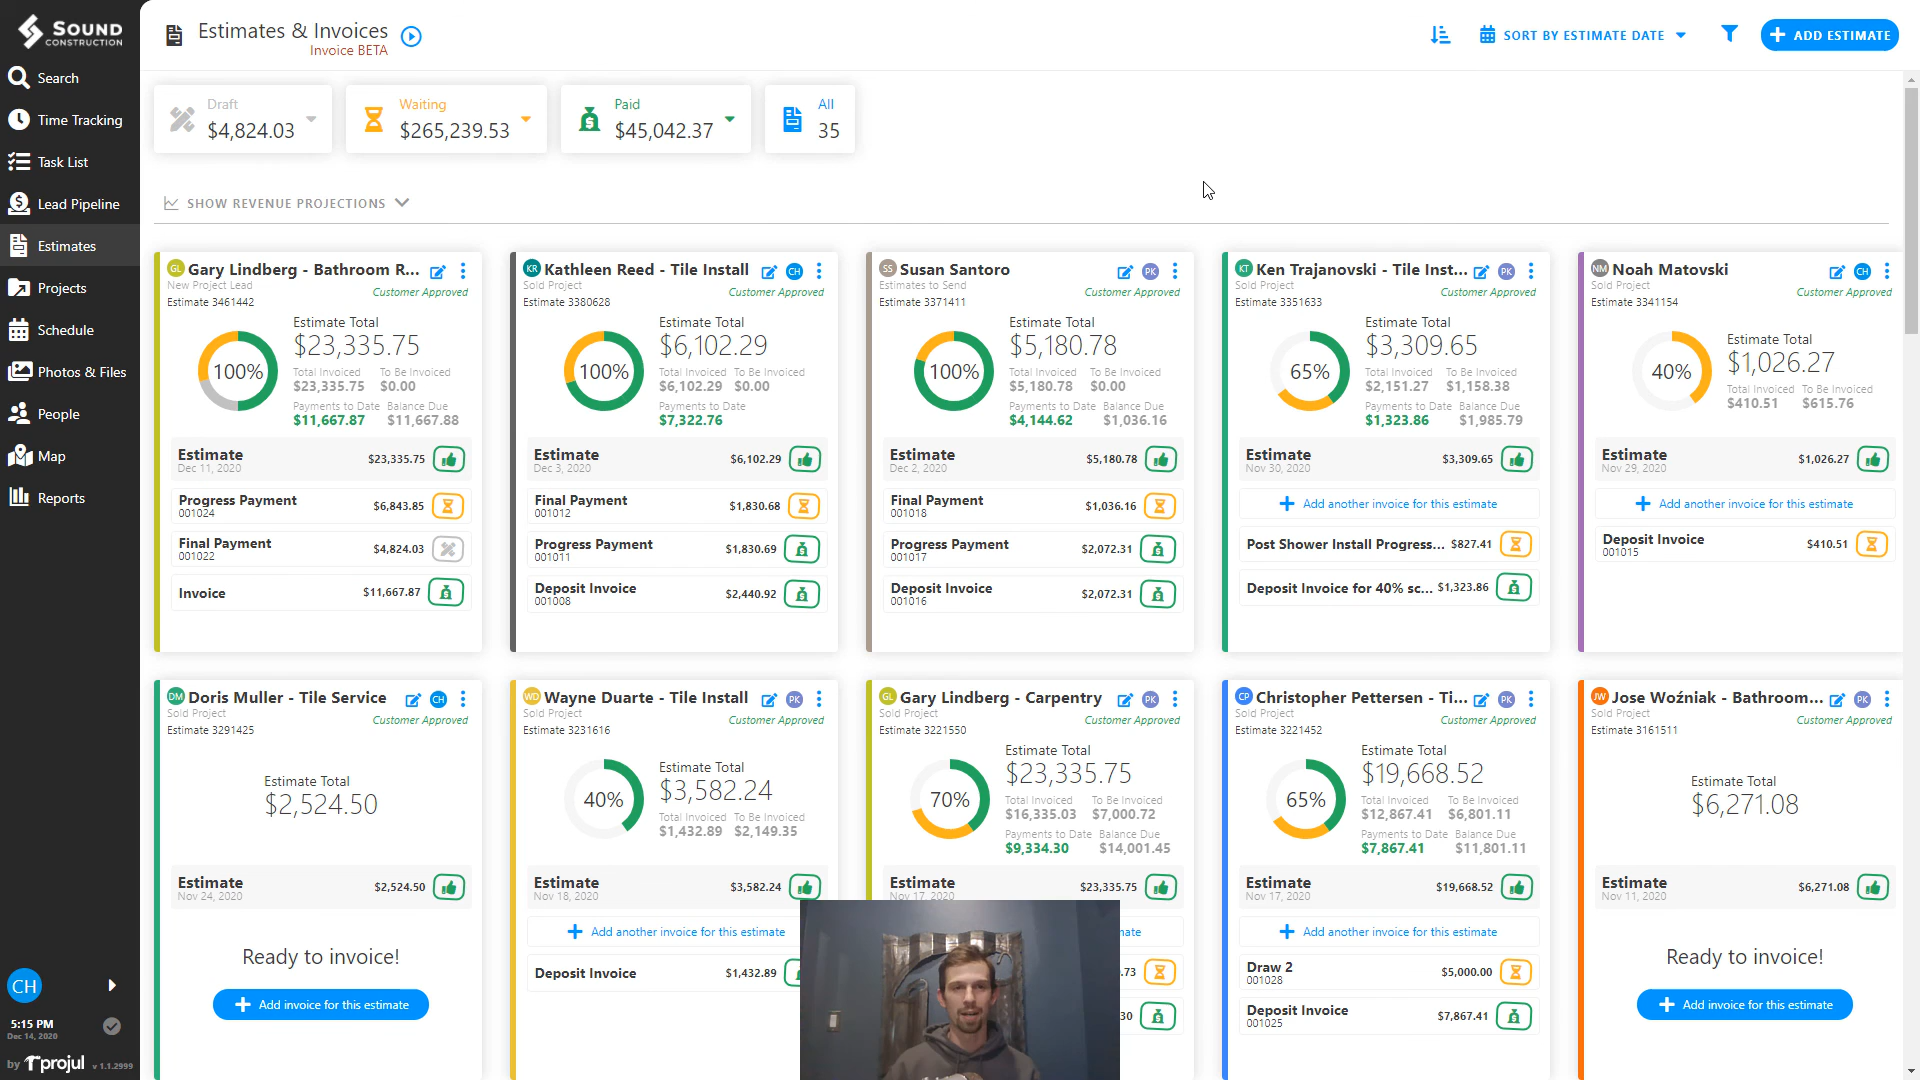 SOUND
CONSTRUCTION
Search
Time Tracking
Task List
Lead Pipeline
Estimates
Projects
Schedule
Photos & Files
People
Map
Reports
CH
5:15 PM
Dec 14, 2020
by projul v 1.1.2999
Estimates & Invoices
Invoice BETA
SORT BY ESTIMATE DATE
ADD ESTIMATE
Draft
$4,824.03
Waiting
$265,239.53
Paid
$45,042.37
All
35
SHOW REVENUE PROJECTIONS
GL Gary Lindberg - Bathroom R...
New Project Lead
Customer Approved
Estimate 3461442
100%
Estimate Total
$23,335.75
Total Invoiced To Be Invoiced
$23,335.75 $0.00
Payments to Date Balance Due
$11,667.87 $11,667.88
Estimate
Dec 11, 2020
$23,335.75
Progress Payment
001024
$6,843.85
Final Payment
001022
$4,824.03
Invoice
$11,667.87
KR Kathleen Reed - Tile Install CH
Sold Project
Customer Approved
Estimate 3380628
100%
Estimate Total
$6,102.29
Total Invoiced To Be Invoiced
$6,102.29 $0.00
Payments to Date
$7,322.76
Estimate
Dec 3, 2020
$6,102.29
Final Payment
001012
$1,830.68
Progress Payment
001011
$1,830.69
Deposit Invoice
001008
$2,440.92
SS Susan Santoro PK
Estimates to Send
Customer Approved
Estimate 3371411
100%
Estimate Total
$5,180.78
Total Invoiced To Be Invoiced
$5,180.78 $0.00
Payments to Date Balance Due
$4,144.62 $1,036.16
Estimate
Dec 2, 2020
$5,180.78
Final Payment
001018
$1,036.16
Progress Payment
001017
$2,072.31
Deposit Invoice
001016
$2,072.31
KT Ken Trajanovski - Tile Inst... PK
Sold Project
Customer Approved
Estimate 3351633
65%
Estimate Total
$3,309.65
Total Invoiced To Be Invoiced
$2,151.27 $1,158.38
Payments to Date Balance Due
$1,323.86 $1,985.79
Estimate
Nov 30, 2020
$3,309.65
Add another invoice for this estimate
Post Shower Install Progress... $827.41
Deposit Invoice for 40% sc... $1,323.86
NM Noah Matovski CH
Sold Project
Customer Approved
Estimate 3341154
40%
Estimate Total
$1,026.27
Total Invoiced To Be Invoiced
$410.51 $615.76
Estimate
Nov 29, 2020
$1,026.27
Add another invoice for this estimate
Deposit Invoice
001015
$410.51
DM Doris Muller - Tile Service CH
Sold Project
Customer Approved
Estimate 3291425
Estimate Total
$2,524.50
Estimate
Nov 24, 2020
$2,524.50
Ready to invoice!
Add invoice for this estimate
WD Wayne Duarte - Tile Install PK
Sold Project
Customer Approved
Estimate 3231616
40%
Estimate Total
$3,582.24
Total Invoiced To Be Invoiced
$1,432.89 $2,149.35
Estimate
Nov 18, 2020
$3,582.24
Add another invoice for this estimate
Deposit Invoice
$1,432.89
GL Gary Lindberg - Carpentry PK
Sold Project
Customer Approved
Estimate 3221550
70%
Estimate Total
$23,335.75
Total Invoiced To Be Invoiced
$16,335.03 $7,000.72
Payments to Date Balance Due
$9,334.30 $14,001.45
Estimate
Nov 17, 2020
$23,335.75
mate
.73
30
CP Christopher Pettersen - Ti... PK
Sold Project
Customer Approved
Estimate 3221452
65%
Estimate Total
$19,668.52
Total Invoiced To Be Invoiced
$12,867.41 $6,801.11
Payments to Date Balance Due
$7,867.41 $11,801.11
Estimate
Nov 17, 2020
$19,668.52
Add another invoice for this estimate
Draw 2
001028
$5,000.00
Deposit Invoice
001025
$7,867.41
JW Jose Woźniak - Bathroom... PK
Sold Project
Customer Approved
Estimate 3161511
Estimate Total
$6,271.08
Estimate
Nov 11, 2020
$6,271.08
Ready to invoice!
Add invoice for this estimate